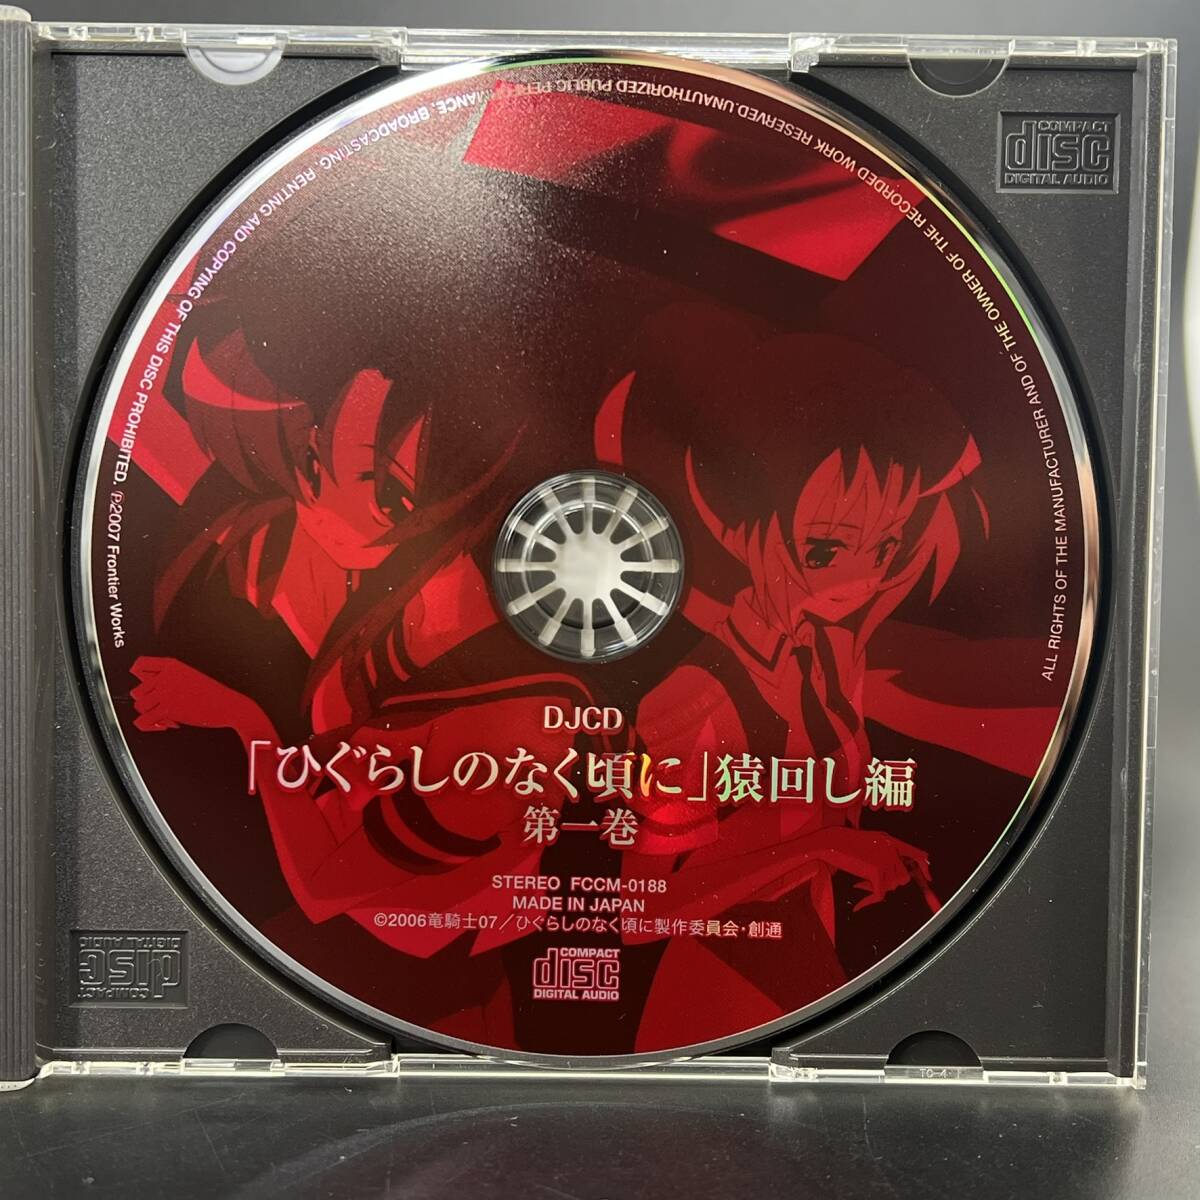 COMPACT
disc
DIGITAL AUDIO
ALL RIGHTS OF THE MANUFACTURER AND OF THE OWNER OF THE RECORDED WORK RESERVED.UNAUTHORIZED PUBLIC PERFORMANCE, BROADCASTING, RENTING AND COPYING OF THIS DISC PROHIBITED. ℗2007 Frontier Works
DJCD
「ひぐらしのなく頃に」猿回し編
第一巻
STEREO FCCM-0188
MADE IN JAPAN
©2006竜騎士07/ひぐらしのなく頃に製作委員会・創通
COMPACT
disc
DIGITAL AUDIO
COMPACT
disc
DIGITAL AUDIO